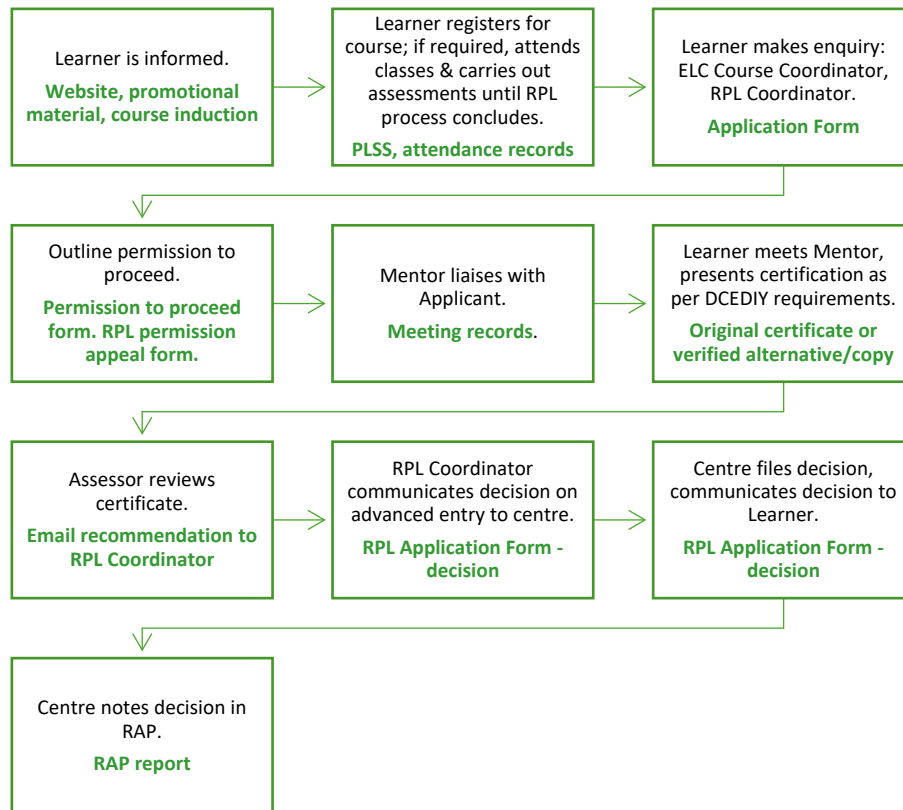 Learner is informed.
Website, promotional
material, course induction
Learner registers for
course; if required, attends
classes & carries out
assessments until RPL
process concludes.
PLSS, attendance records
Learner makes enquiry:
ELC Course Coordinator,
RPL Coordinator.
Application Form
Outline permission to
proceed.
Permission to proceed
form. RPL permission
appeal form.
Mentor liaises with
Applicant.
Meeting records.
Learner meets Mentor,
presents certification as
per DCEDIY requirements.
Original certificate or
verified alternative/copy
Assessor reviews
certificate.
Email recommendation to
RPL Coordinator
RPL Coordinator
communicates decision on
advanced entry to centre.
RPL Application Form -
decision
Centre files decision,
communicates decision to
Learner.
RPL Application Form -
decision
Centre notes decision in
RAP.
RAP report